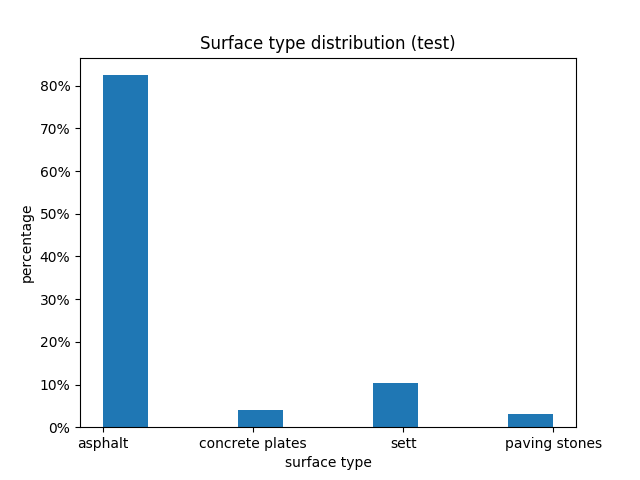 Surface type distribution (test)
percentage
80%
70%
60%
50%
40%
30%
20%
10%
0%
asphalt concrete plates sett paving stones
surface type